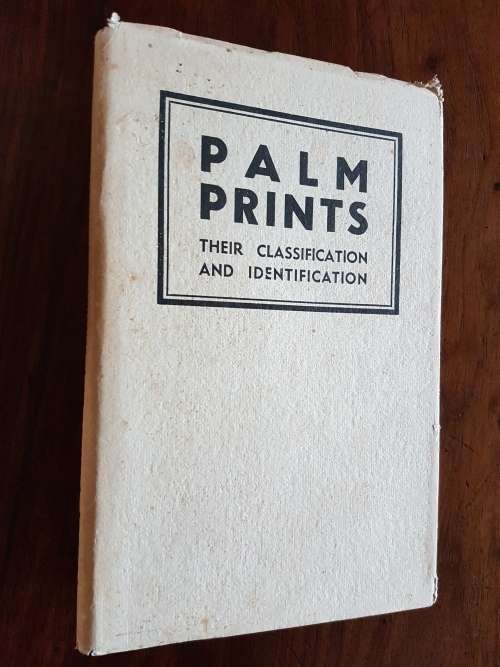 PALM
PRINTS
THEIR CLASSIFICATION
AND IDENTIFICATION